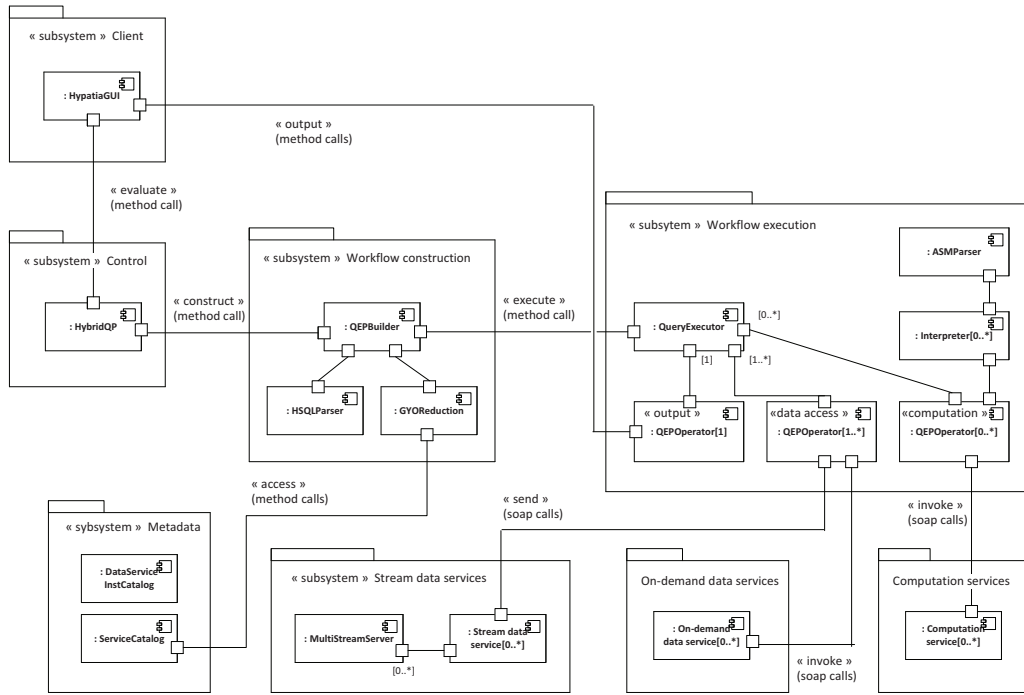 « subsystem » Client
: HypatiaGUI
« output »
(method calls)
« evaluate »
(method call)
« subsystem » Control
: HybridQP
« construct »
(method call)
« subsystem » Workflow construction
: QEPBuilder
: HSQLParser
: GYOReduction
« execute »
(method call)
« subsytem » Workflow execution
: ASMParser
: QueryExecutor
[0..*]
: Interpreter[0..*]
[1]
[1..*]
« output »
: QEPOperator[1]
«data access »
: QEPOperator[1..*]
«computation »
: QEPOperator[0..*]
« access »
(method calls)
« send »
(soap calls)
« invoke »
(soap calls)
« sybsystem » Metadata
: DataService
InstCatalog
: ServiceCatalog
« subsystem » Stream data services
: MultiStreamServer
[0..*]
: Stream data
service[0..*]
On-demand data services
: On-demand
data service[0..*]
« invoke »
(soap calls)
Computation services
: Computation
service[0..*]